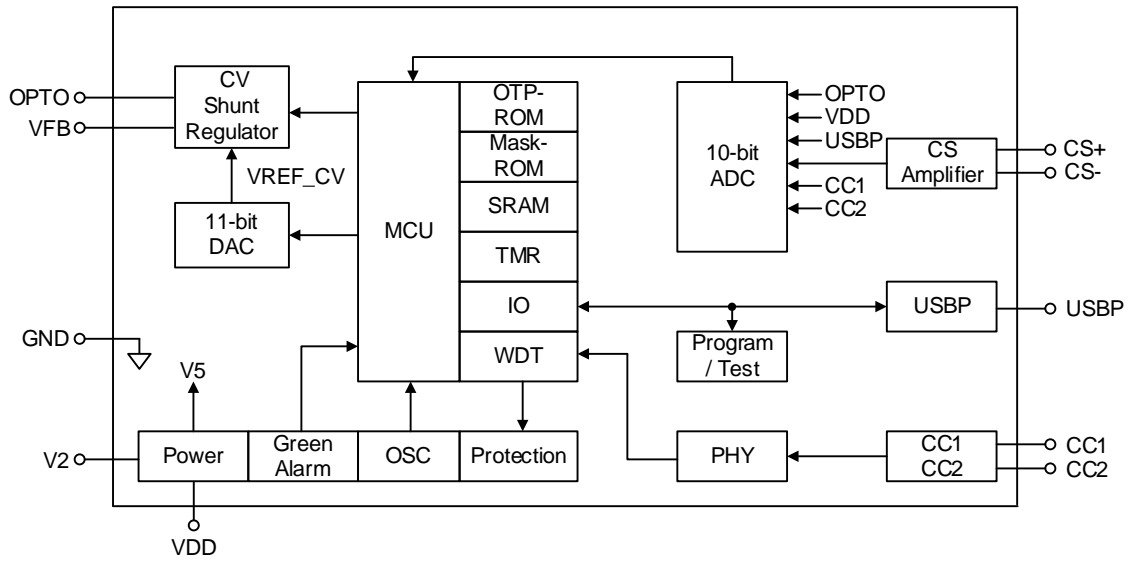 OPTO
VFB
CV
Shunt
Regulator
VREF_CV
11-bit
DAC
MCU
OTP-
ROM
Mask-
ROM
SRAM
TMR
IO
WDT
10-bit
ADC
OPTO
VDD
USBP
CC1
CC2
CS
Amplifier
CS+
CS-
USBP
USBP
Program
/ Test
GND
V5
V2
Power
Green
Alarm
OSC
Protection
PHY
CC1
CC2
CC1
CC2
VDD